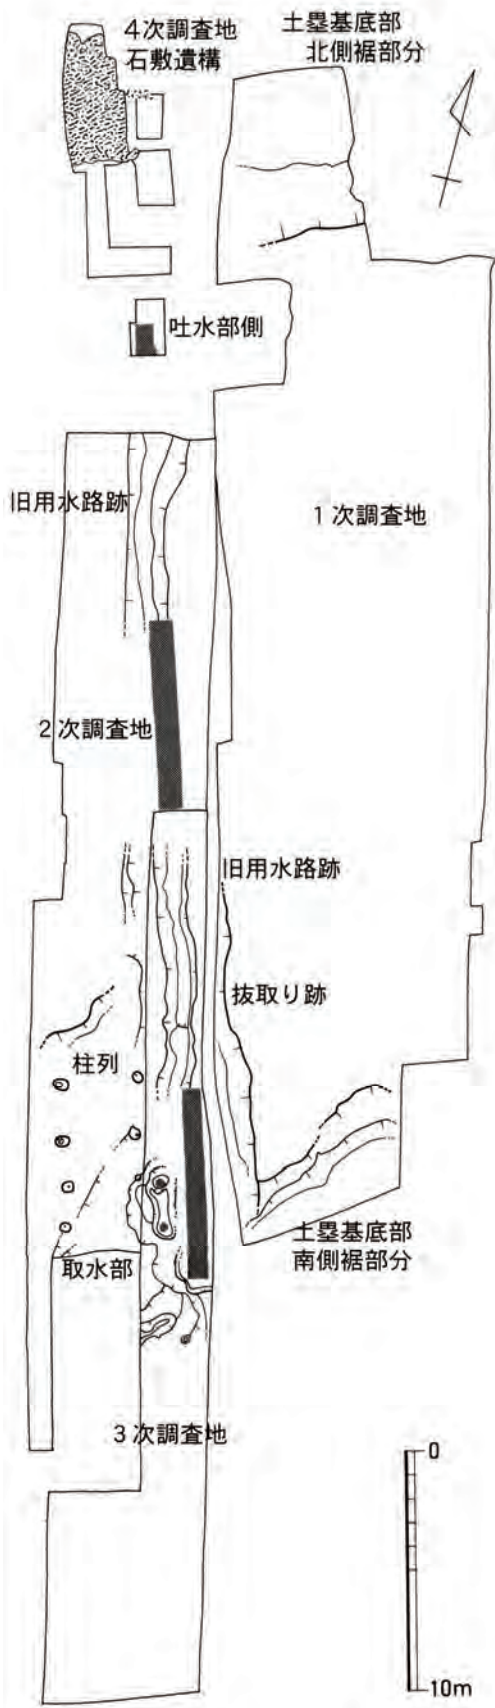 4次調査地
石敷遺構
土塁基底部
北側裾部分
吐水部側
旧用水路跡
1次調査地
2次調査地
旧用水路跡
抜取り跡
柱列
土塁基底部
南側裾部分
取水部
3次調査地
0
10m